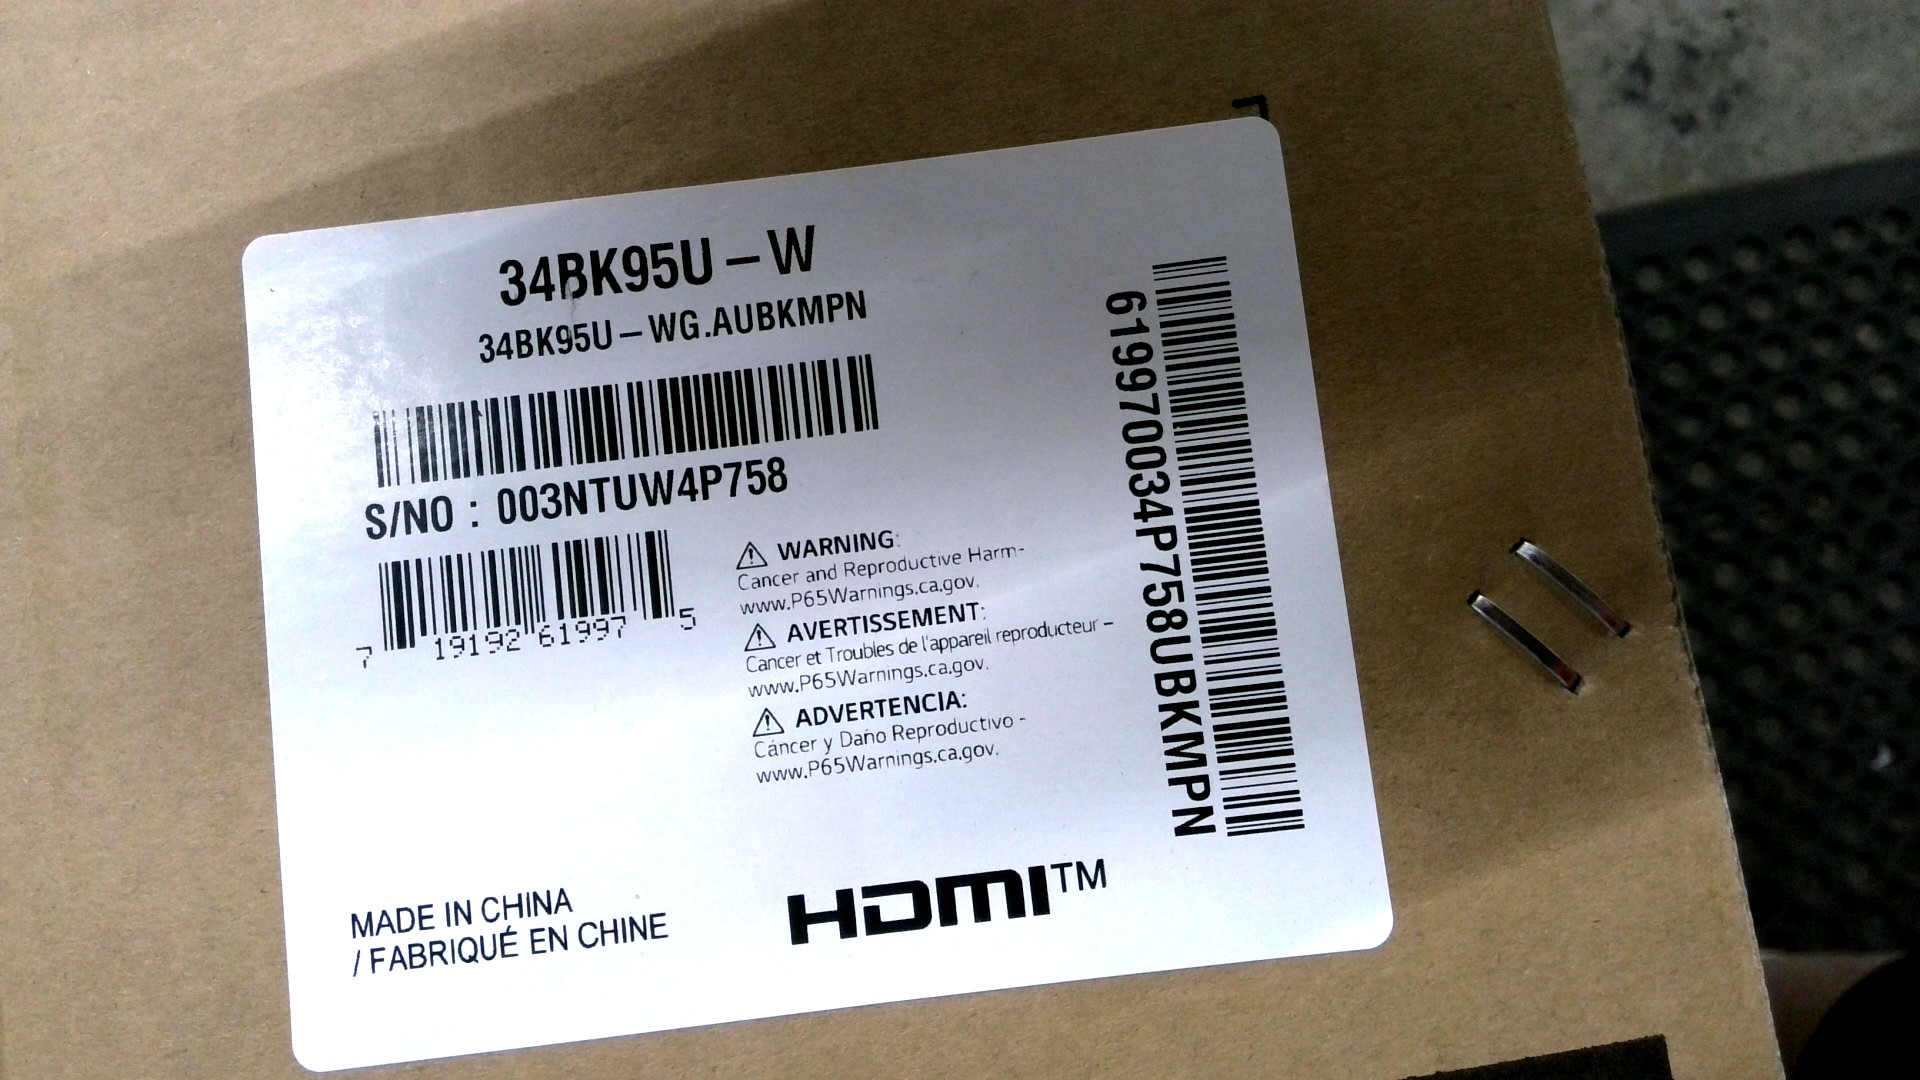 34BK95U-W
34BK95U-WG.AUBKMPN
S/NO : 003NTUW4P758
7 19192 61997 5
WARNING:
Cancer and Reproductive Harm-
www.P65Warnings.ca.gov.
AVERTISSEMENT:
Cancer et Troubles de l'appareil reproducteur –
www.P65Warnings.ca.gov.
ADVERTENCIA:
Cáncer y Daño Reproductivo -
www.P65Warnings.ca.gov.
619970034P758UBKMPN
MADE IN CHINA
/ FABRIQUÉ EN CHINE
HDMI™